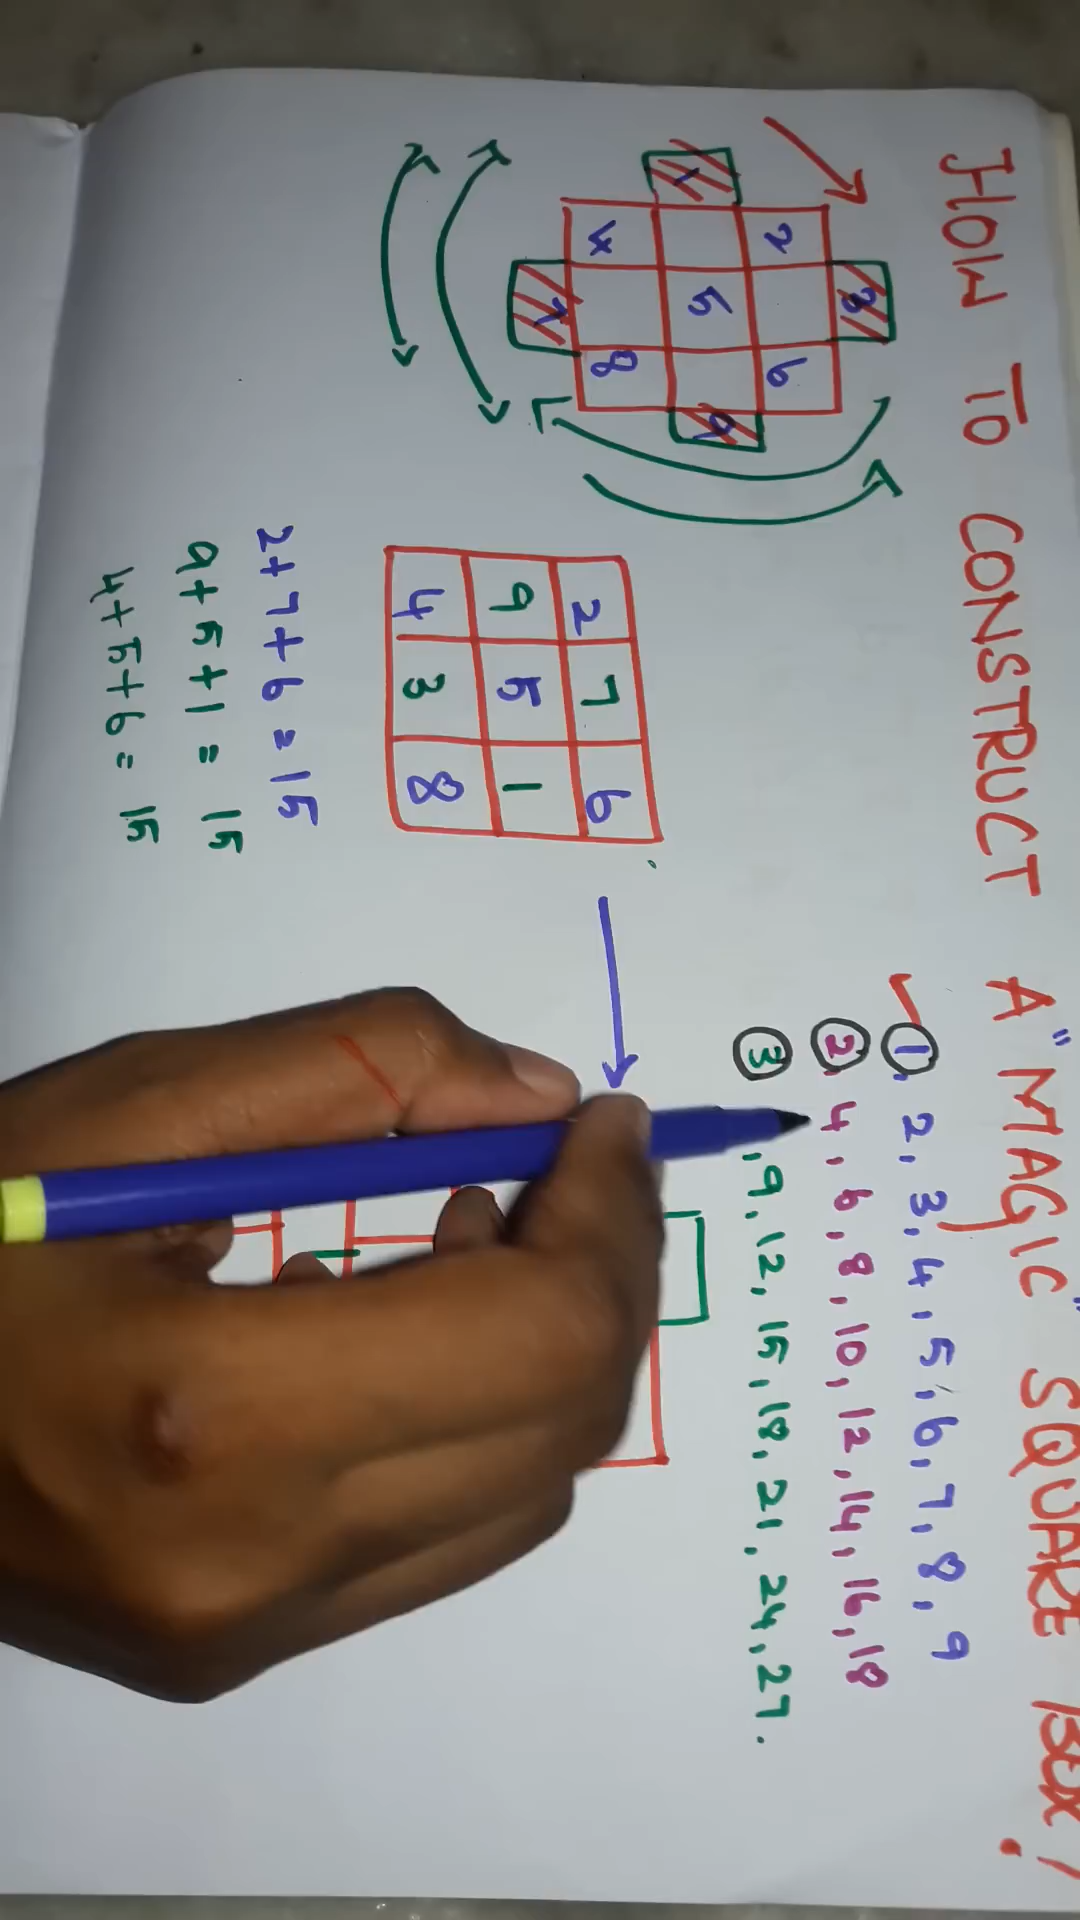 HOW TO CONSTRUCT A "MAGIC" SQUARE BOX!
1
2 3
5
4 7
6
8 9
2 7 6
9 5 1
4 3 8
2+7+6=15
9+5+1=15
4+5+6=15
1, 2, 3, 4, 5, 6, 7, 8, 9
2, 4, 6, 8, 10, 12, 14, 16, 18
3 , 9, 12, 15, 18, 21, 24, 27.